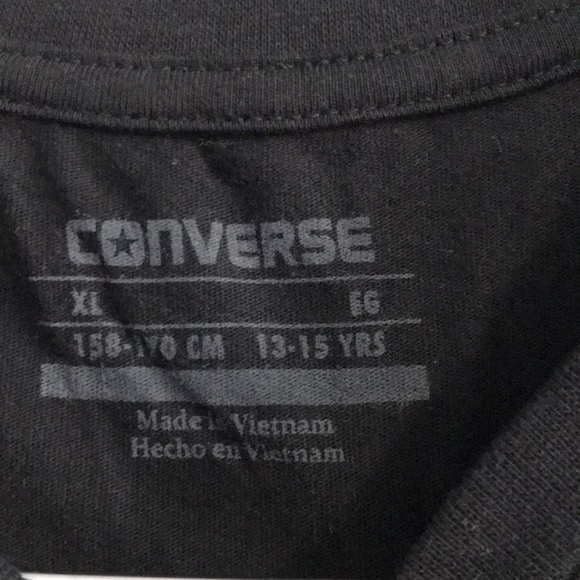 CONVERSE
XL EG
158-170 CM 13-15 YRS
Made in Vietnam
Hecho en Vietnam